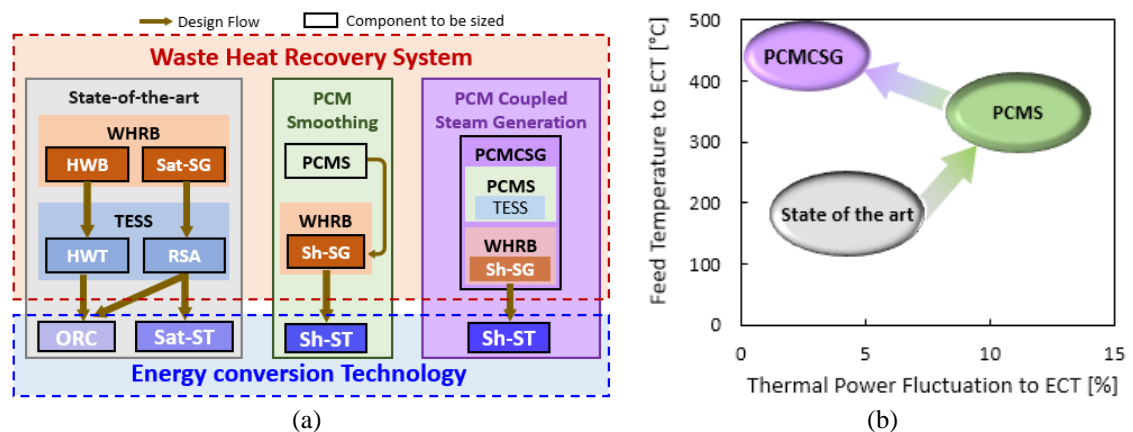 Design Flow
Component to be sized
Waste Heat Recovery System
State-of-the-art
WHRB
HWB
Sat-SG
TESS
HWT
RSA
ORC
Sat-ST
PCM
Smoothing
PCMS
WHRB
Sh-SG
Sh-ST
PCM Coupled
Steam Generation
PCMCSG
PCMS
TESS
WHRB
Sh-SG
Sh-ST
Energy conversion Technology
(a)
Feed Temperature to ECT [°C]
500
400
300
200
100
0
PCMCSG
PCMS
State of the art
0
5
10
15
Thermal Power Fluctuation to ECT [%]
(b)